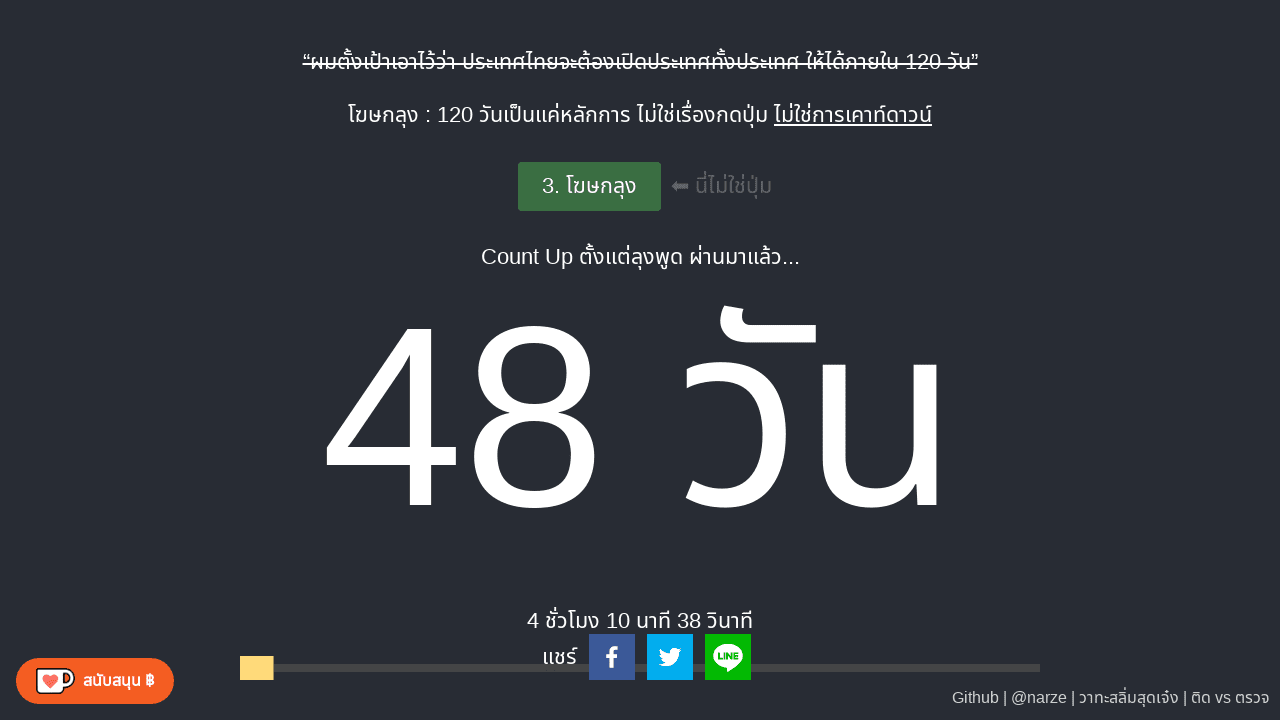 “ผมตั้งเป้าเอาไว้ว่า ประเทศไทยจะต้องเปิดประเทศทั้งประเทศ ให้ได้ภายใน 120 วัน”
โฆษกลุง : 120 วันเป็นแค่หลักการ ไม่ใช่เรื่องกดปุ่ม ไม่ใช่การเคาท์ดาวน์
3. โฆษกลุง ⬅ นี่ไม่ใช่ปุ่ม
Count Up ตั้งแต่ลุงพูด ผ่านมาแล้ว...
48 วัน
4 ชั่วโมง 10 นาที 38 วินาที
แชร์ LINE
สนับสนุน ฿
Github | @narze | วาทะสลิ่มสุดเจ๋ง | ติด vs ตรวจ